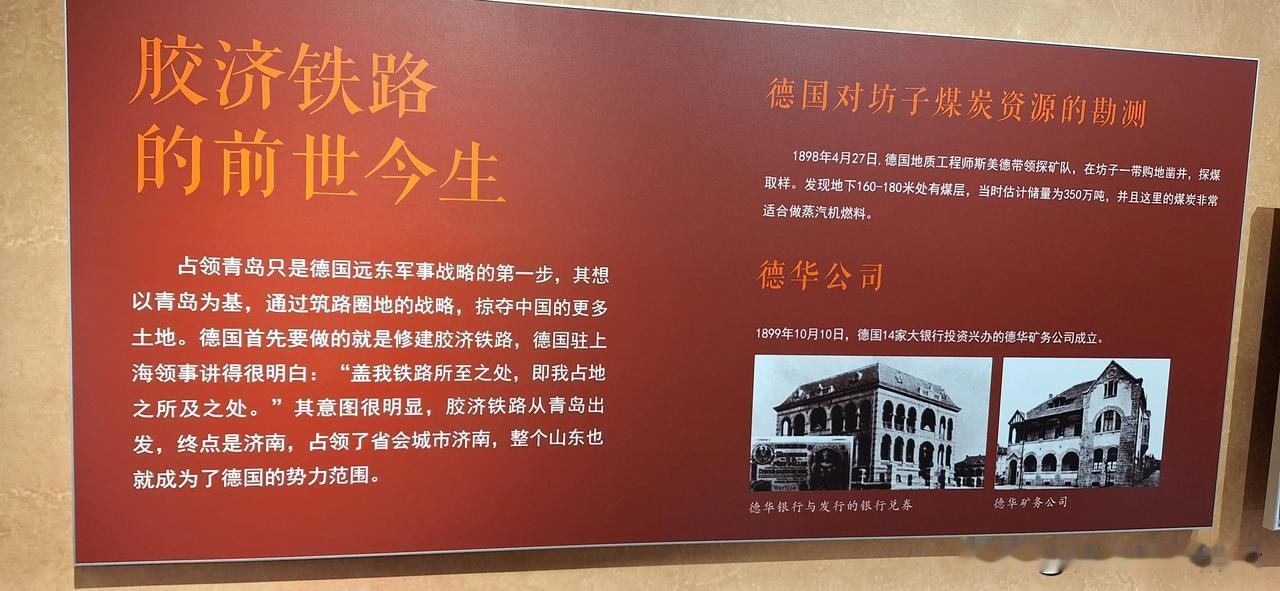 胶济铁路
的前世今生
占领青岛只是德国远东军事战略的第一步，其想
以青岛为基，通过筑路圈地的战略，掠夺中国的更多
土地。德国首先要做的就是修建胶济铁路，德国驻上
海领事讲得很明白：“盖我铁路所至之处，即我占地
之所及之处。”其意图很明显，胶济铁路从青岛出
发，终点是济南，占领了省会城市济南，整个山东也
就成为了德国的势力范围。
德国对坊子煤炭资源的勘测
1898年4月27日，德国地质工程师斯美德带领探矿队，在坊子一带购地凿井，探煤
取样。发现地下160-180米处有煤层，当时估计储量为350万吨，并且这里的煤炭非常
适合做蒸汽机燃料。
德华公司
1899年10月10日，德国14家大银行投资兴办的德华矿务公司成立。
德华银行与发行的银行兑券
德华矿务公司